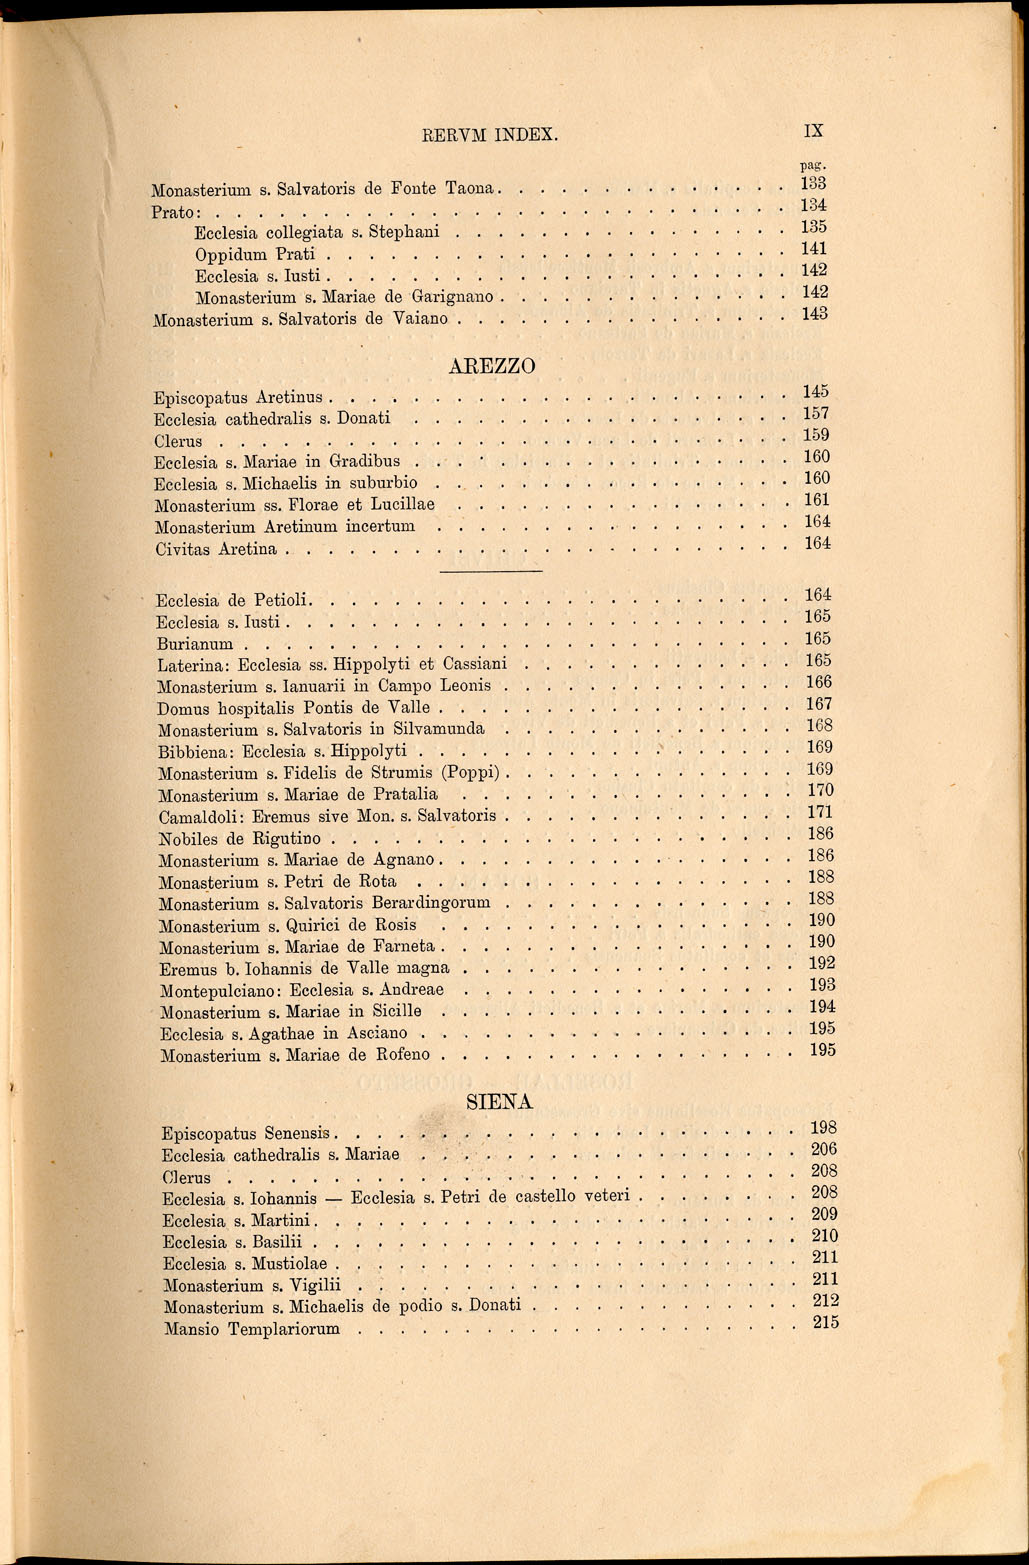 RERVM INDEX. IX
pag.
Monasterium s. Salvatoris de Fonte Taona. . . . . . . . . . . . . . . 133
Prato: . . . . . . . . . . . . . . . . . . . . . . . . . . . 134
Ecclesia collegiata s. Stephani . . . . . . . . . . . . . . . . 135
Oppidum Prati . . . . . . . . . . . . . . . . . . . . . . 141
Ecclesia s. Iusti . . . . . . . . . . . . . . . . . . . . . . 142
Monasterium s. Mariae de Garignano . . . . . . . . . . . . . . 142
Monasterium s. Salvatoris de Vaiano . . . . . . . . . . . . . . . . 143
AREZZO
Episcopatus Aretinus . . . . . . . . . . . . . . . . . . . . . . 145
Ecclesia cathedralis s. Donati . . . . . . . . . . . . . . . . . . 157
Clerus . . . . . . . . . . . . . . . . . . . . . . . . . . . 159
Ecclesia s. Mariae in Gradibus . . . . . . . . . . . . . . . . . . 160
Ecclesia s. Michaelis in suburbio . . . . . . . . . . . . . . . . . 160
Monasterium ss. Florae et Lucillae . . . . . . . . . . . . . . . . 161
Monasterium Aretinum incertum . . . . . . . . . . . . . . . . . 164
Civitas Aretina . . . . . . . . . . . . . . . . . . . . . . . . 164
Ecclesia de Petioli. . . . . . . . . . . . . . . . . . . . . . . 164
Ecclesia s. Iusti . . . . . . . . . . . . . . . . . . . . . . . . 165
Burianum . . . . . . . . . . . . . . . . . . . . . . . . . . 165
Laterina: Ecclesia ss. Hippolyti et Cassiani . . . . . . . . . . . . . 165
Monasterium s. Ianuarii in Campo Leonis . . . . . . . . . . . . . . 166
Domus hospitalis Pontis de Valle . . . . . . . . . . . . . . . . . 167
Monasterium s. Salvatoris in Silvamunda . . . . . . . . . . . . . . 168
Bibbiena: Ecclesia s. Hippolyti . . . . . . . . . . . . . . . . . . 169
Monasterium s. Fidelis de Strumis (Poppi) . . . . . . . . . . . . . . 169
Monasterium s. Mariae de Pratalia . . . . . . . . . . . . . . . . 170
Camaldoli: Eremus sive Mon. s. Salvatoris . . . . . . . . . . . . . . 171
Nobiles de Rigutino . . . . . . . . . . . . . . . . . . . . . . 186
Monasterium s. Mariae de Agnano . . . . . . . . . . . . . . . . . 186
Monasterium s. Petri de Rota . . . . . . . . . . . . . . . . . . 188
Monasterium s. Salvatoris Berardingorum . . . . . . . . . . . . . . 188
Monasterium s. Quirici de Rosis . . . . . . . . . . . . . . . . . 190
Monasterium s. Mariae de Farneta . . . . . . . . . . . . . . . . . 190
Eremus b. Iohannis de Valle magna . . . . . . . . . . . . . . . . 192
Montepulciano: Ecclesia s. Andreae . . . . . . . . . . . . . . . . 193
Monasterium s. Mariae in Sicille . . . . . . . . . . . . . . . . . 194
Ecclesia s. Agathae in Asciano . . . . . . . . . . . . . . . . . . 195
Monasterium s. Mariae de Rofeno . . . . . . . . . . . . . . . . . 195
SIENA
Episcopatus Senensis . . . . . . . . . . . . . . . . . . . . . . 198
Ecclesia cathedralis s. Mariae . . . . . . . . . . . . . . . . . . 206
Clerus . . . . . . . . . . . . . . . . . . . . . . . . . . . 208
Ecclesia s. Iohannis — Ecclesia s. Petri de castello veteri . . . . . . . . 208
Ecclesia s. Martini. . . . . . . . . . . . . . . . . . . . . . . 209
Ecclesia s. Basilii . . . . . . . . . . . . . . . . . . . . . . . 210
Ecclesia s. Mustiolae . . . . . . . . . . . . . . . . . . . . . . 211
Monasterium s. Vigilii . . . . . . . . . . . . . . . . . . . . . 211
Monasterium s. Michaelis de podio s. Donati . . . . . . . . . . . . . 212
Mansio Templariorum . . . . . . . . . . . . . . . . . . . . . 215